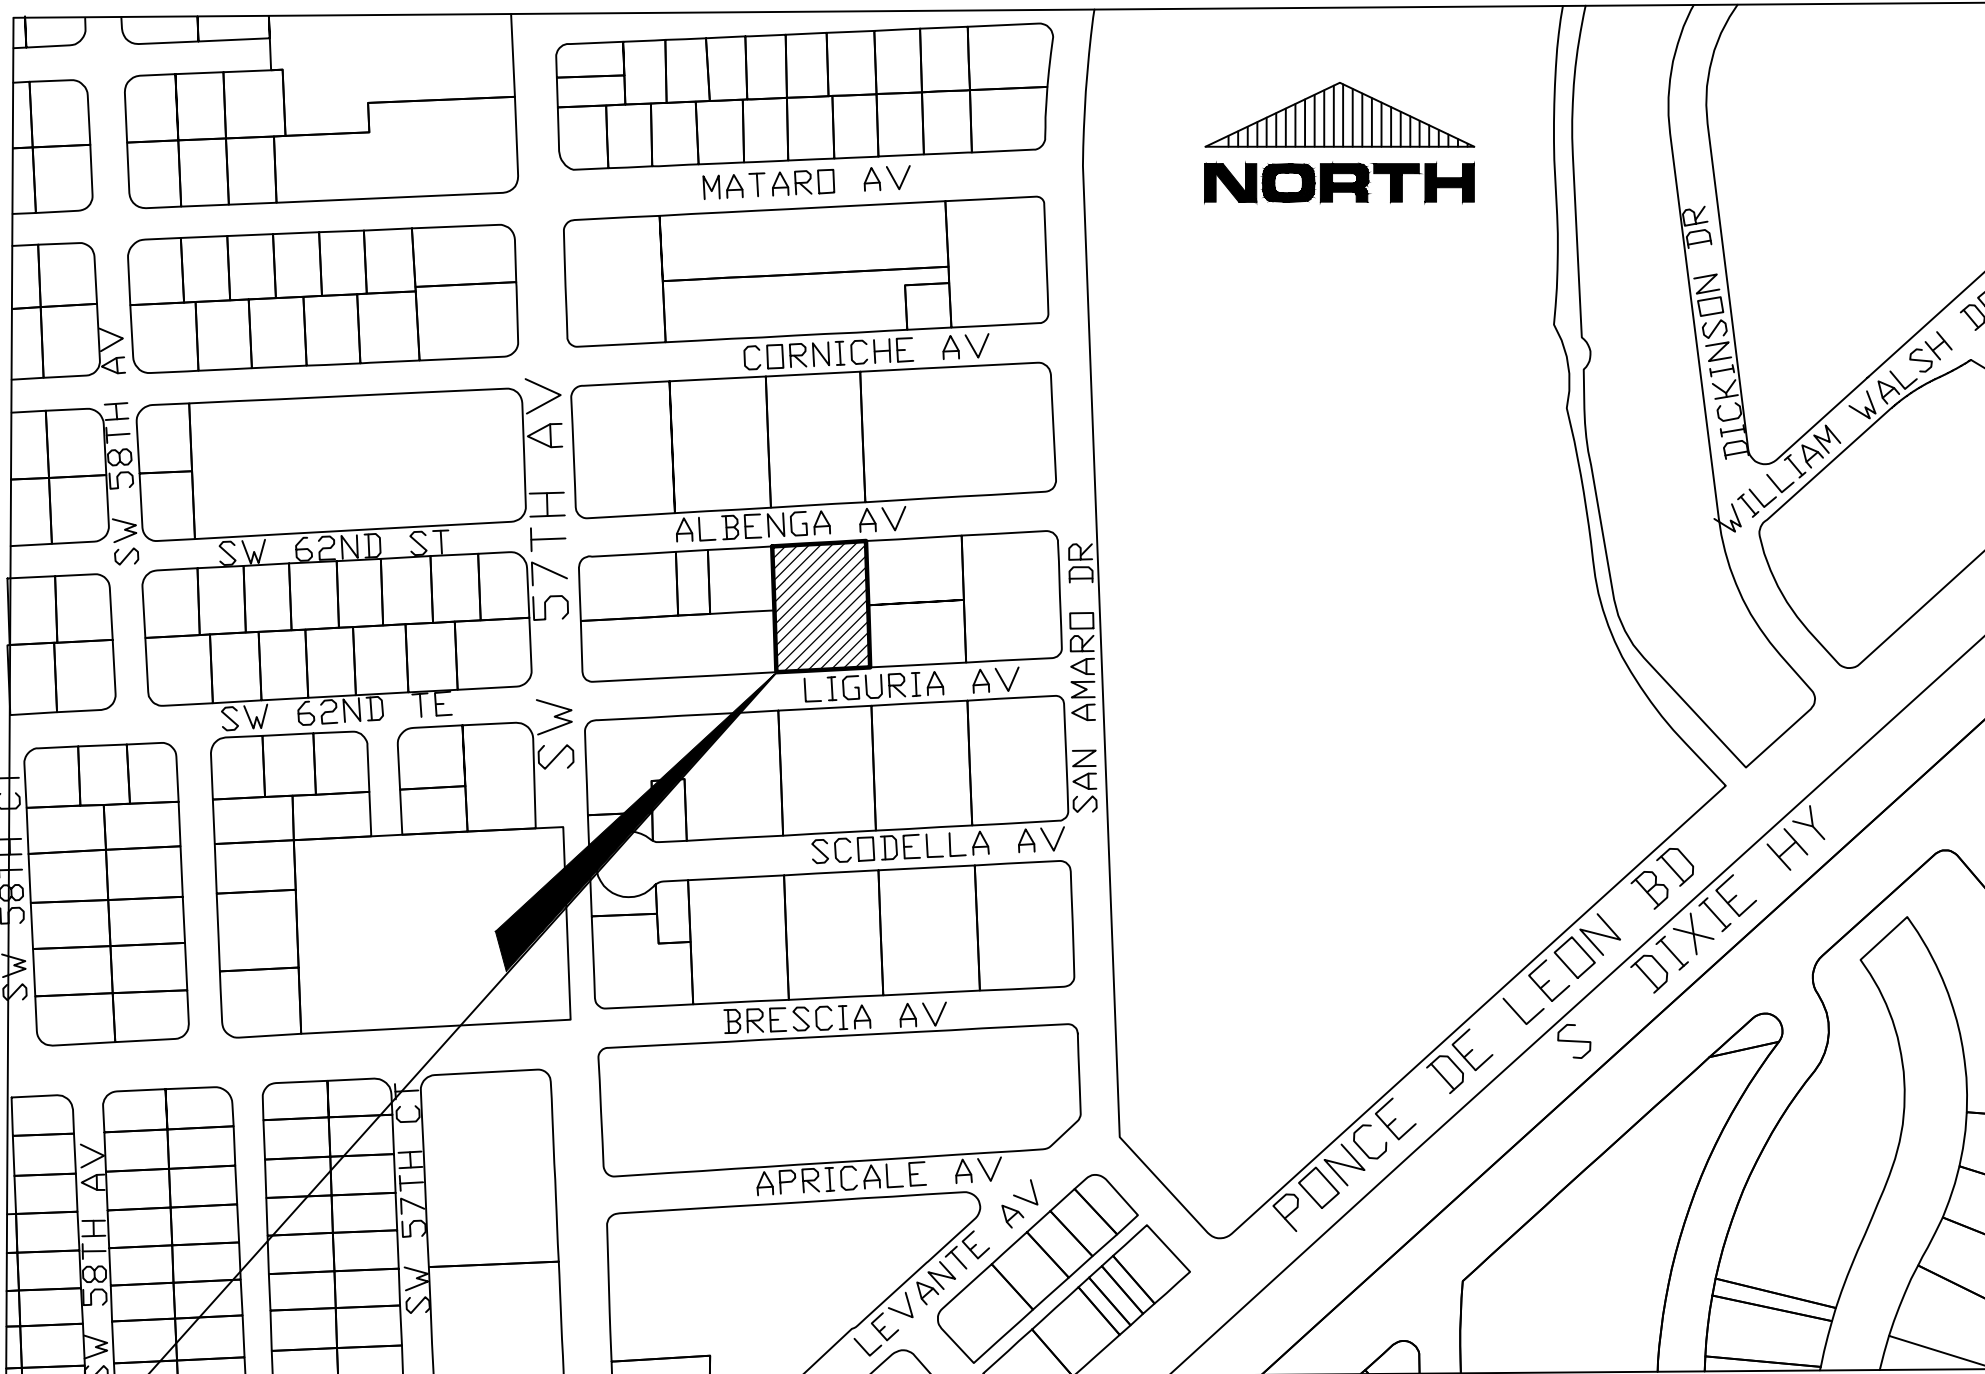 MATARO AV
NORTH
DICKINSON DR
WILLIAM WALSH DR
CORNICHE AV
SW 58TH AV
SW 57TH AV
ALBENGA AV
SW 62ND ST
SAN AMARO DR
LIGURIA AV
SW 62ND TE
SW 58TH CT
SCODELLA AV
PONCE DE LEON BD
S DIXIE HY
BRESCIA AV
SW 57TH CT
SW 58TH AV
APRICALE AV
LEVANTE AV